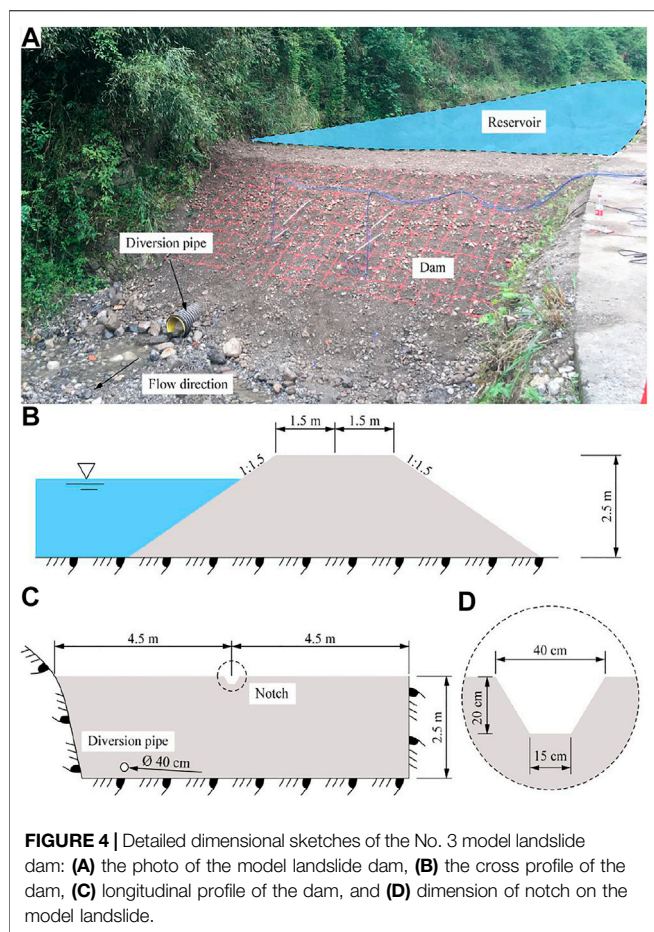 A
Reservoir
Diversion pipe
Dam
Flow direction
B
1.5 m
1.5 m
1:1.5
1:1.5
2.5 m
C
D
4.5 m
4.5 m
Notch
2.5 m
Diversion pipe
Ø 40 cm
40 cm
20 cm
15 cm
FIGURE 4 | Detailed dimensional sketches of the No. 3 model landslide
dam: (A) the photo of the model landslide dam, (B) the cross profile of the
dam, (C) longitudinal profile of the dam, and (D) dimension of notch on the
model landslide.